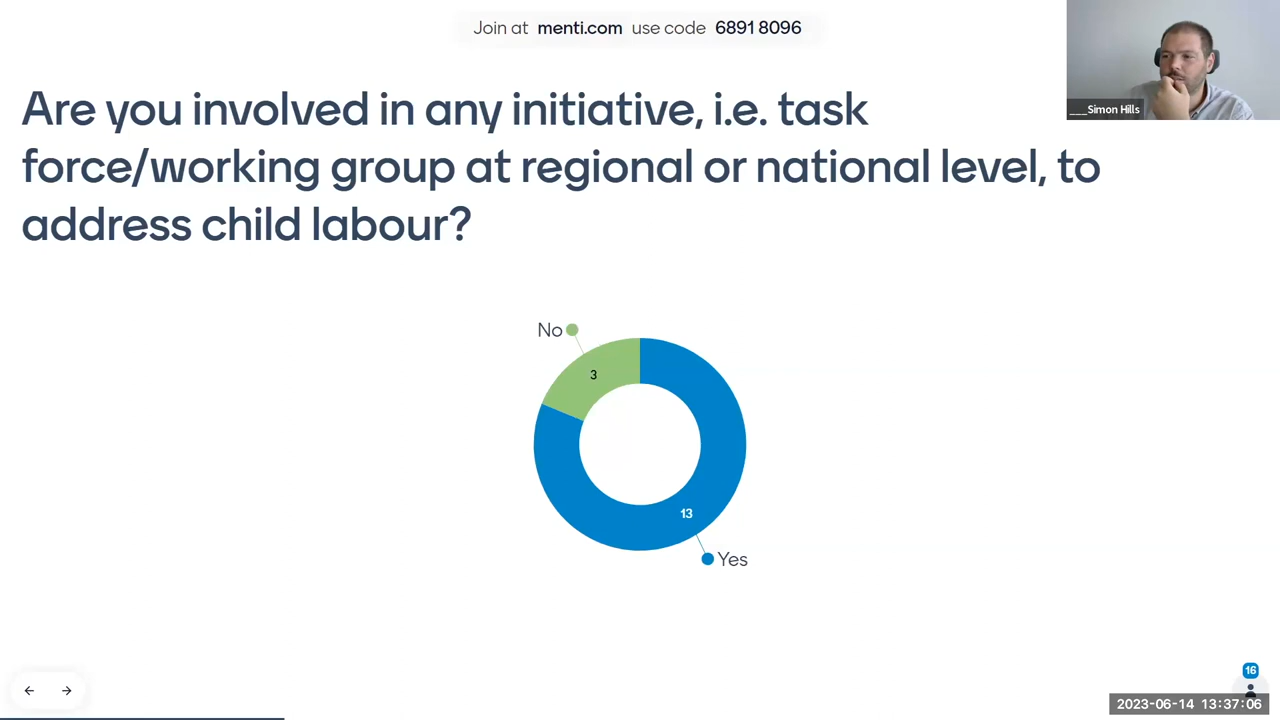 Join at menti.com use code 6891 8096
Are you involved in any initiative, i.e. task
force/working group at regional or national level, to
address child labour?
___Simon Hills
No
3
13
Yes
16
2023-06-14 13:37:06